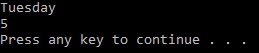 Tuesday
5
Press any key to continue . . .